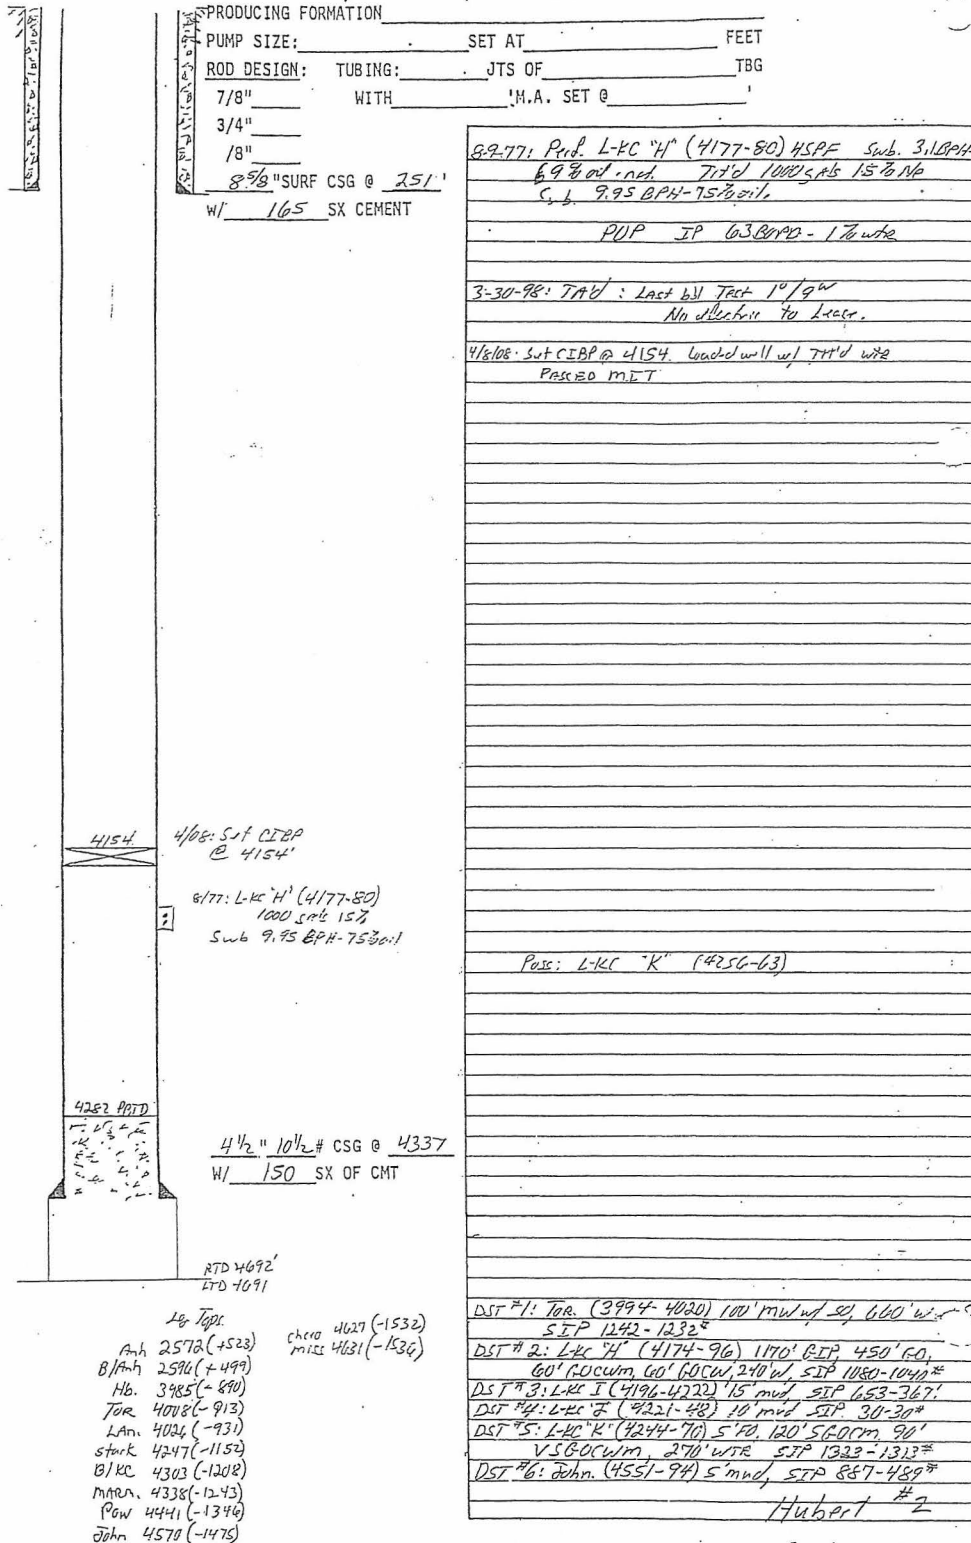 PRODUCING FORMATION
PUMP SIZE: SET AT FEET
ROD DESIGN: TUBING: JTS OF TBG
7/8" WITH 'M.A. SET @ '
3/4"
/8"
8 5/8 "SURF CSG @ 251 '
W/ 165 SX CEMENT
8-9-77: Perf. L-KC "H" (4177-80) 4SPF Swb. 3.1BPH
69% oil nat. Trt'd 1000 gals 15%
9.95 BPH-75% oil.
POP IP 63BOPD - 1% wtr
3-30-98: TA'd : Last bbl Test 1°/9w
No electric to Lease.
4/8/08: Set CIBP @ 4154. Loaded well w/ TRT'd wtr
PASSED MIT
4154
4/08: Set CIBP
@ 4154'
8/77: L-KC "H" (4177-80)
1000 gals 15%
Swb 9.95 BPH-75% oil
Poss: L-KC "K" (4256-63)
4282 PBTD
4 1/2 " 10 1/2 # CSG @ 4337
W/ 150 SX OF CMT
RTD 4692'
LTD 4691
Log Tops
Anh 2572 (+523)
B/Anh 2596 (+499)
Hb. 3985 (-890)
TOR 4008 (-913)
LAn. 4026 (-931)
Stark 4247 (-1152)
B/KC 4303 (-1208)
MARM. 4338 (-1243)
Paw 4441 (-1346)
John 4570 (-1475)
Chero 4627 (-1532)
Miss 4631 (-1536)
DST #1: TOR. (3994-4020) 100' MW w/ SO, 660' w
SIP 1242-1232#
DST #2: L-KC "H" (4174-96) 1170' GIP, 450' GO,
60' GOCWM, 60' GOCW, 240' W, SIP 1080-1040#
DST #3: L-KC I (4196-4222) 15' mud, SIP 653-367'
DST #4: L-KC "J" (4221-48) 10' mud SIP. 30-30#
DST #5: L-KC "K" (4244-70) 5' FO, 120' SGOCM, 90'
VSGOCWM, 270' WTR SIP 1323-1313#
DST #6: John. (4551-94) 5' mud, SIP 887-489#
Hubert #2